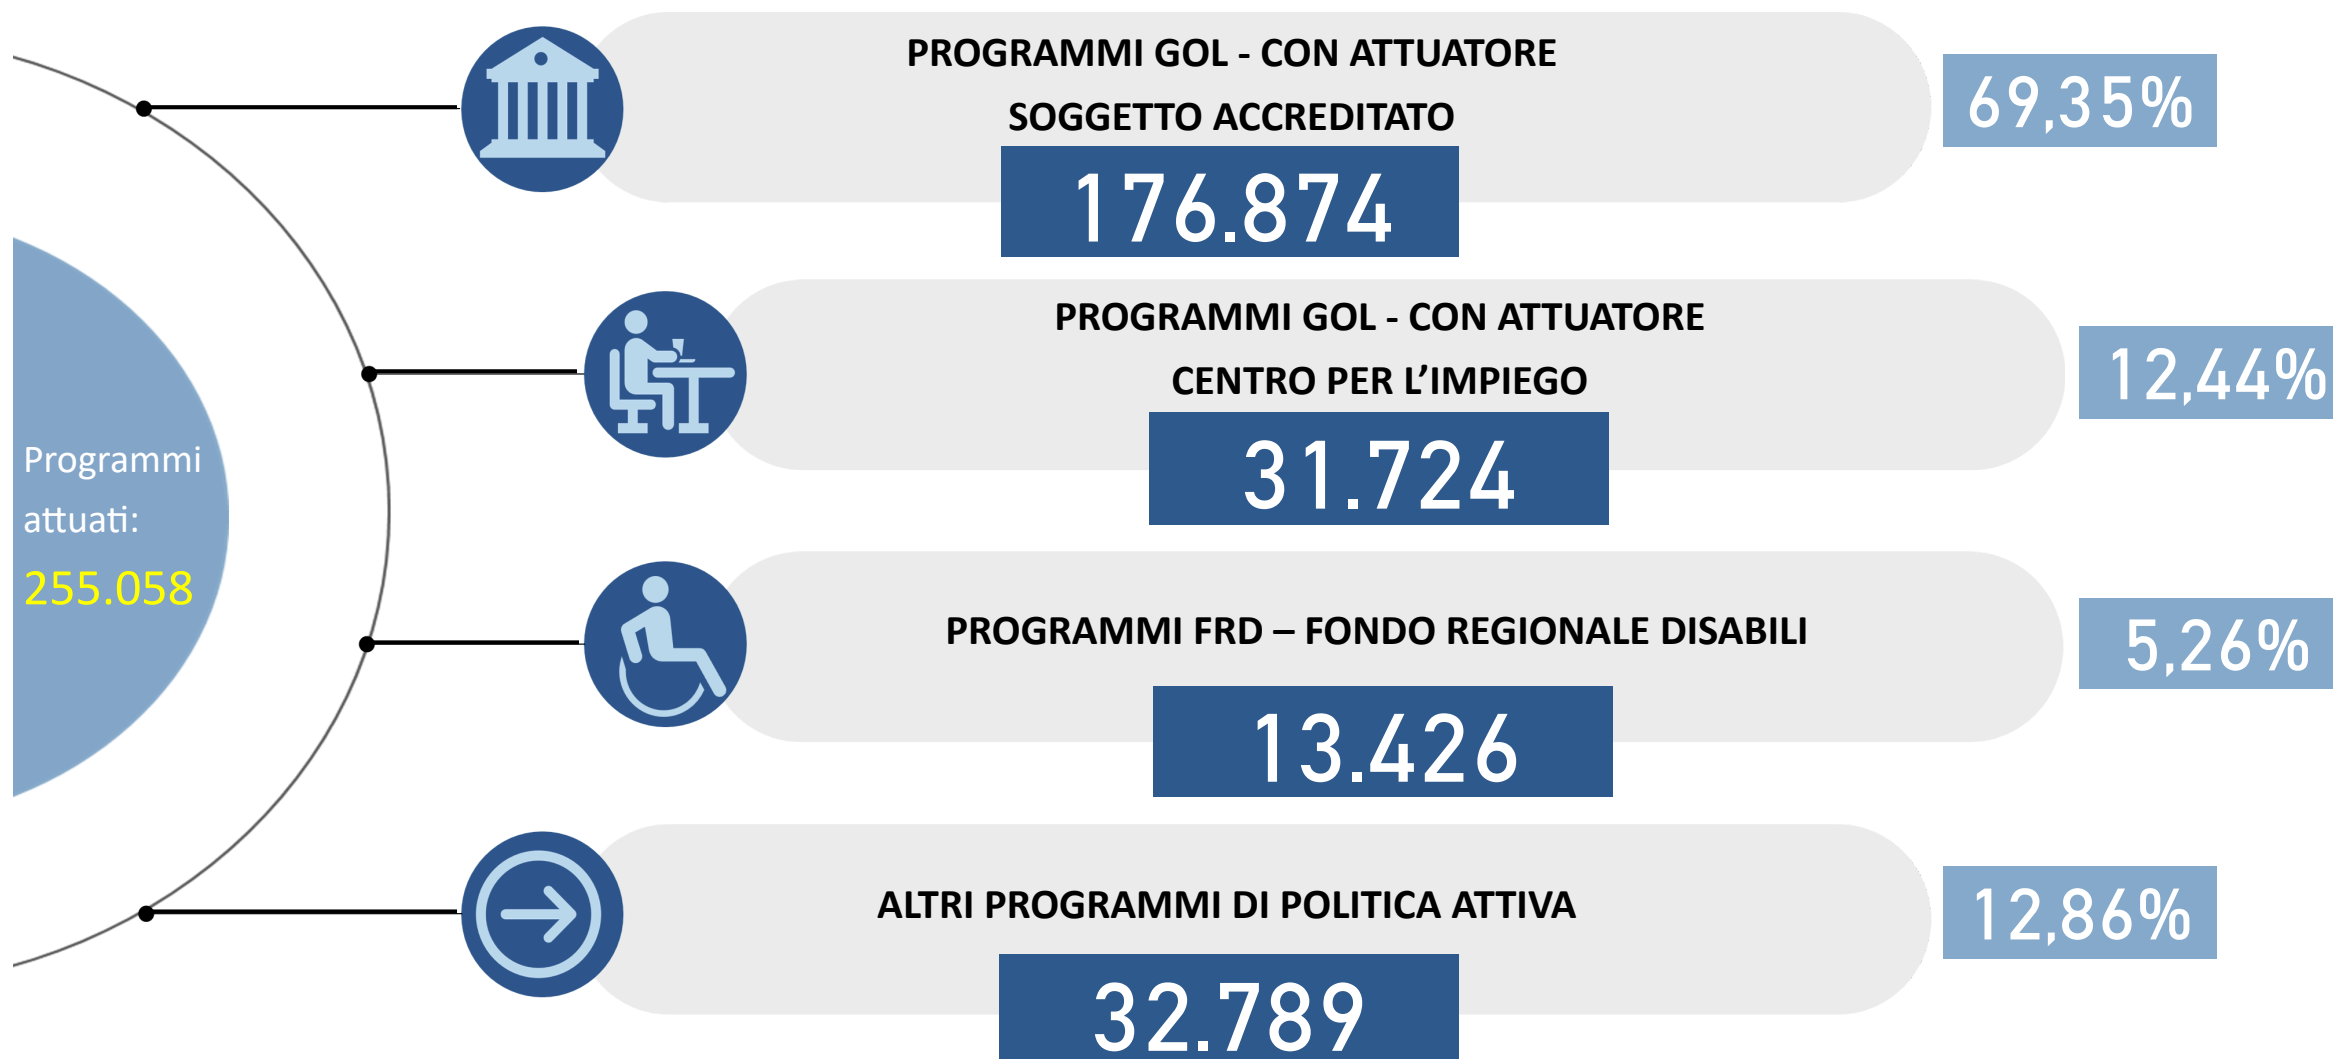 PROGRAMMI GOL - CON ATTUATORE
SOGGETTO ACCREDITATO
176.874
69,35%
PROGRAMMI GOL - CON ATTUATORE
CENTRO PER L’IMPIEGO
31.724
12,44%
Programmi
attuati:
255.058
PROGRAMMI FRD – FONDO REGIONALE DISABILI
13.426
5,26%
ALTRI PROGRAMMI DI POLITICA ATTIVA
32.789
12,86%